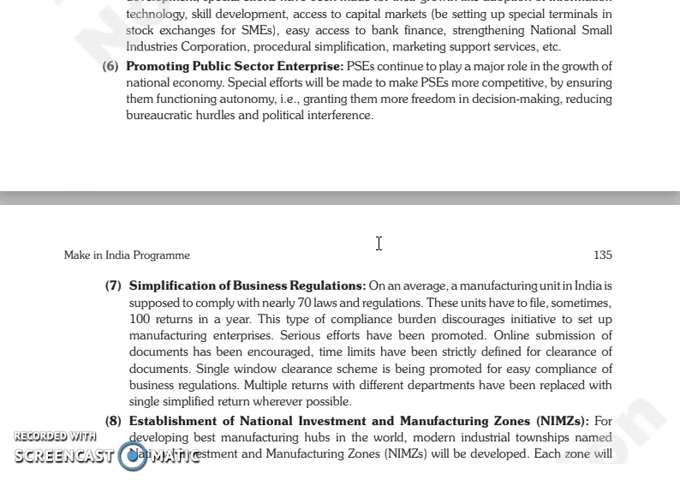 technology, skill development, access to capital markets (be setting up special terminals in
stock exchanges for SMEs), easy access to bank finance, strengthening National Small
Industries Corporation, procedural simplification, marketing support services, etc.
(6) Promoting Public Sector Enterprise: PSEs continue to play a major role in the growth of
national economy. Special efforts will be made to make PSEs more competitive, by ensuring
them functioning autonomy, i.e., granting them more freedom in decision-making, reducing
bureaucratic hurdles and political interference.
Make in India Programme 135
(7) Simplification of Business Regulations: On an average, a manufacturing unit in India is
supposed to comply with nearly 70 laws and regulations. These units have to file, sometimes,
100 returns in a year. This type of compliance burden discourages initiative to set up
manufacturing enterprises. Serious efforts have been promoted. Online submission of
documents has been encouraged, time limits have been strictly defined for clearance of
documents. Single window clearance scheme is being promoted for easy compliance of
business regulations. Multiple returns with different departments have been replaced with
single simplified return wherever possible.
(8) Establishment of National Investment and Manufacturing Zones (NIMZs): For
developing best manufacturing hubs in the world, modern industrial townships named
and Manufacturing Zones (NIMZs) will be developed. Each zone will
RECORDED WITH
SCREENCAST MATIC